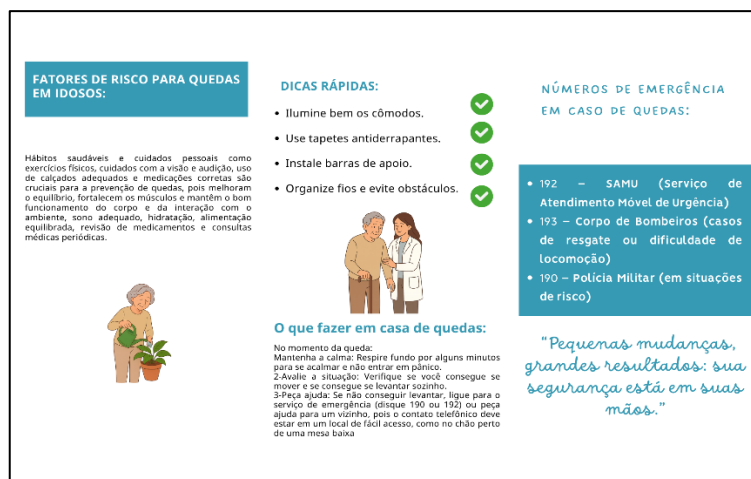 FATORES DE RISCO PARA QUEDAS
EM IDOSOS:
Hábitos saudáveis e cuidados pessoais como
exercícios físicos, cuidados com a visão e audição, uso
de calçados adequados e medicações corretas são
cruciais para a prevenção de quedas, pois melhoram
o equilíbrio, fortalecem os músculos e mantêm o bom
funcionamento do corpo e da interação com o
ambiente, sono adequado, hidratação, alimentação
equilibrada, revisão de medicamentos e consultas
médicas periódicas.
DICAS RÁPIDAS:
• Ilumine bem os cômodos.
• Use tapetes antiderrapantes.
• Instale barras de apoio.
• Organize fios e evite obstáculos.
O que fazer em casa de quedas:
No momento da queda:
Mantenha a calma: Respire fundo por alguns minutos
para se acalmar e não entrar em pânico.
2-Avalie a situação: Verifique se você consegue se
mover e se consegue se levantar sozinho.
3-Peça ajuda: Se não conseguir levantar, ligue para o
serviço de emergência (disque 190 ou 192) ou peça
ajuda para um vizinho, pois o contato telefônico deve
estar em um local de fácil acesso, como no chão perto
de uma mesa baixa
NÚMEROS DE EMERGÊNCIA
EM CASO DE QUEDAS:
• 192 – SAMU (Serviço de
Atendimento Móvel de Urgência)
• 193 – Corpo de Bombeiros (casos
de resgate ou dificuldade de
locomoção)
• 190 – Polícia Militar (em situações
de risco)
"Pequenas mudanças,
grandes resultados: sua
segurança está em suas
mãos."